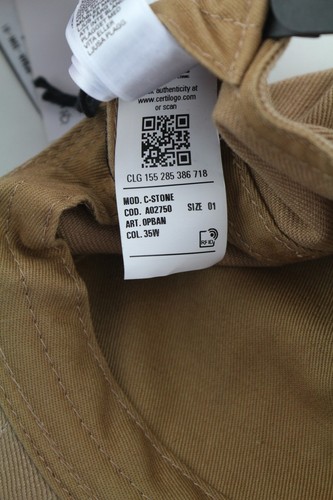 authenticity at
www.certilogo.com
or scan
CLG 155 285 386 718
MOD. C-STONE
COD. A02750 SIZE 01
ART. OPBAN
COL. 35W
RFID